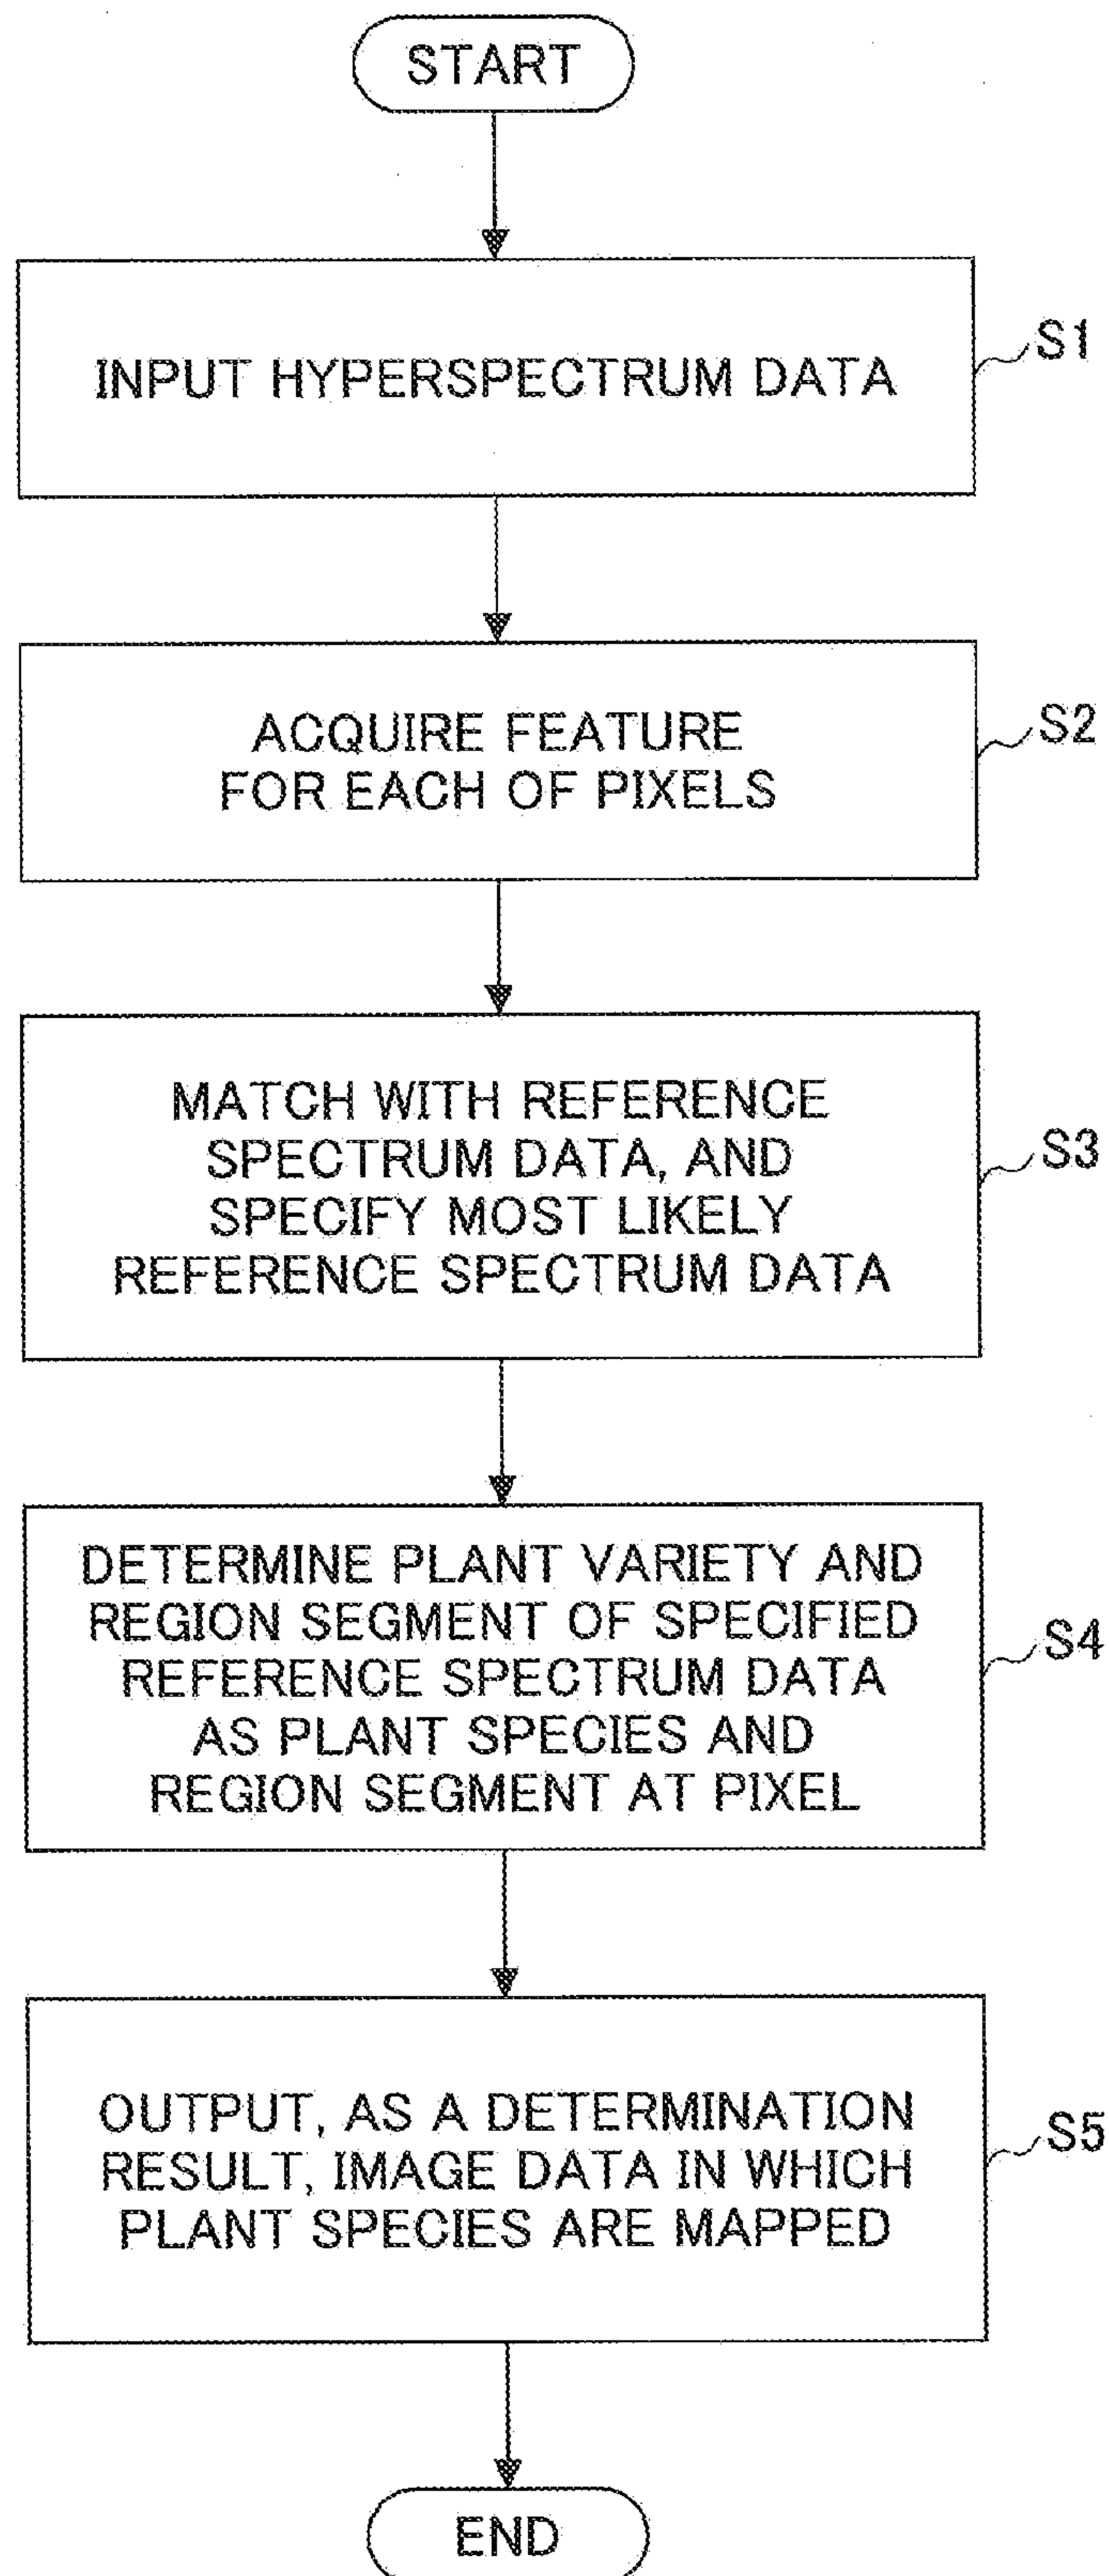 START
INPUT HYPERSPECTRUM DATA
S1
ACQUIRE FEATURE
FOR EACH OF PIXELS
S2
MATCH WITH REFERENCE
SPECTRUM DATA, AND
SPECIFY MOST LIKELY
REFERENCE SPECTRUM DATA
S3
DETERMINE PLANT VARIETY AND
REGION SEGMENT OF SPECIFIED
REFERENCE SPECTRUM DATA
AS PLANT SPECIES AND
REGION SEGMENT AT PIXEL
S4
OUTPUT, AS A DETERMINATION
RESULT, IMAGE DATA IN WHICH
PLANT SPECIES ARE MAPPED
S5
END